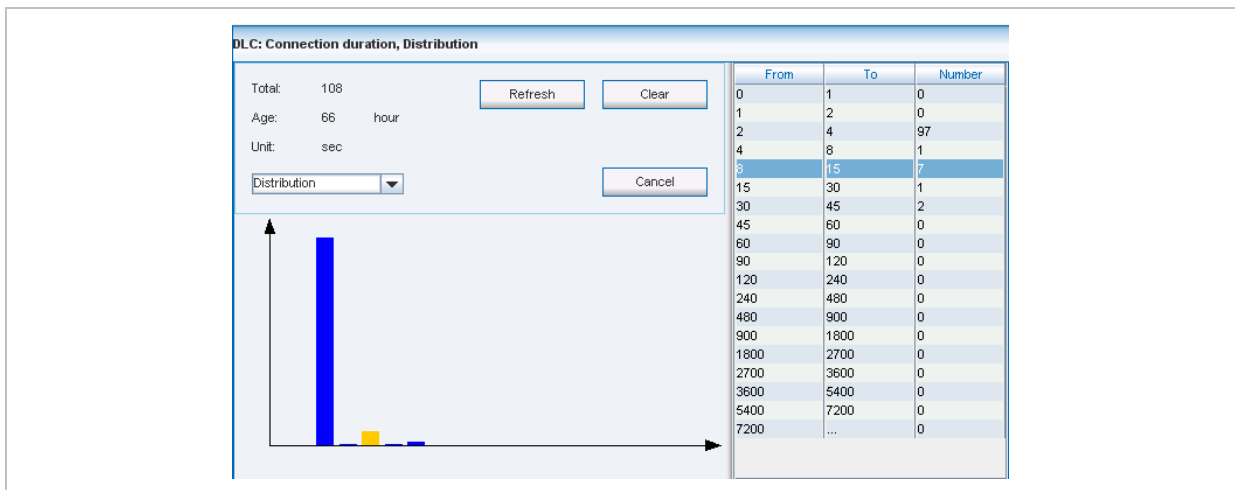 DLC: Connection duration, Distribution
Total: 108
Refresh Clear
Age: 66 hour
Unit: sec
Distribution
Cancel
From To Number
0 1 0
1 2 0
2 4 97
4 8 1
8 15 7
15 30 1
30 45 2
45 60 0
60 90 0
90 120 0
120 240 0
240 480 0
480 900 0
900 1800 0
1800 2700 0
2700 3600 0
3600 5400 0
5400 7200 0
7200 ... 0